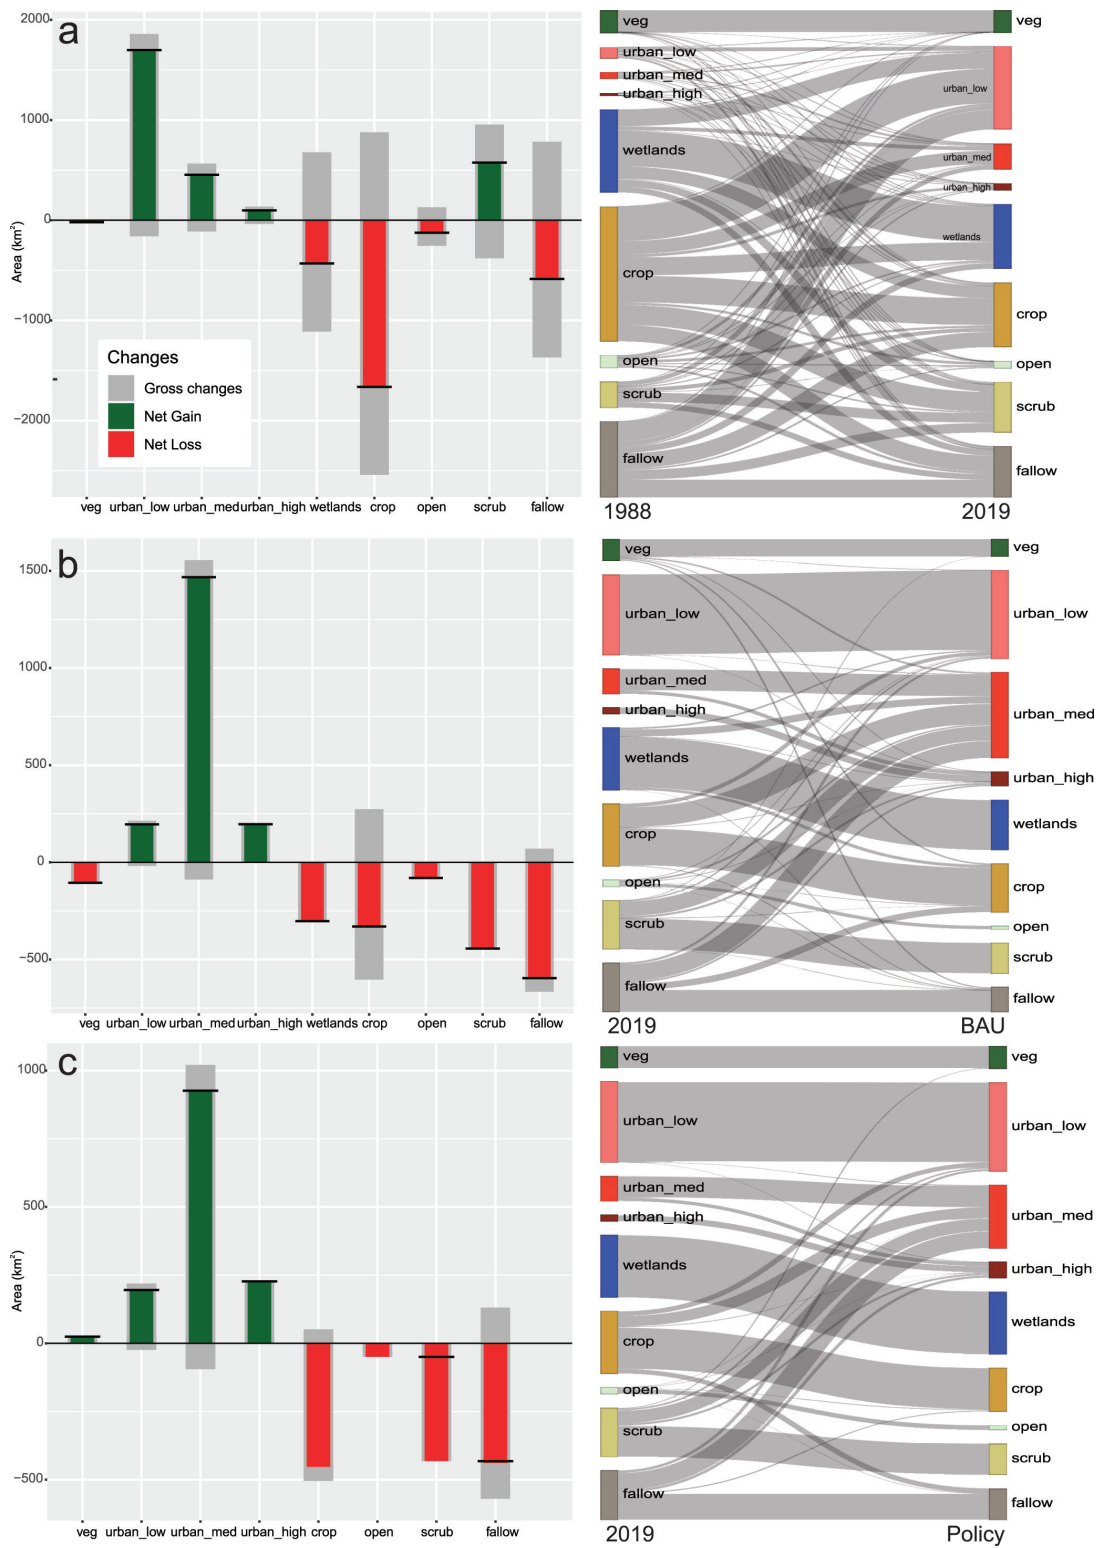 a
2000
1000
0
−1000
−2000
Area (km²)
Changes
Gross changes
Net Gain
Net Loss
veg urban_low urban_med urban_high wetlands crop open scrub fallow
veg
urban_low
urban_med
urban_high
wetlands
crop
open
scrub
fallow
1988
veg
urban_low
urban_med
urban_high
wetlands
crop
open
scrub
fallow
2019
b
1500
1000
500
0
−500
veg urban_low urban_med urban_high wetlands crop open scrub fallow
veg
urban_low
urban_med
urban_high
wetlands
crop
open
scrub
fallow
2019
veg
urban_low
urban_med
urban_high
wetlands
crop
open
scrub
fallow
BAU
c
1000
500
0
−500
Area (km²)
veg urban_low urban_med urban_high crop open scrub fallow
veg
urban_low
urban_med
urban_high
wetlands
crop
open
scrub
fallow
2019
veg
urban_low
urban_med
urban_high
wetlands
crop
open
scrub
fallow
Policy